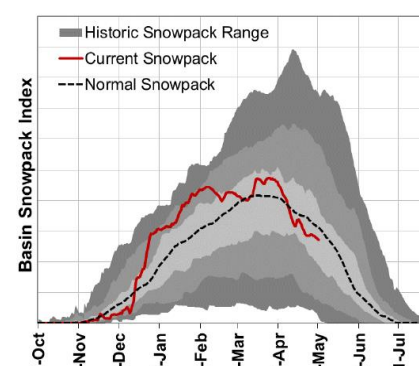 Historic Snowpack Range
Current Snowpack
Normal Snowpack
Basin Snowpack Index
-Oct
-Nov
-Dec
-Jan
-Feb
-Mar
-Apr
-May
-Jun
1-Jul